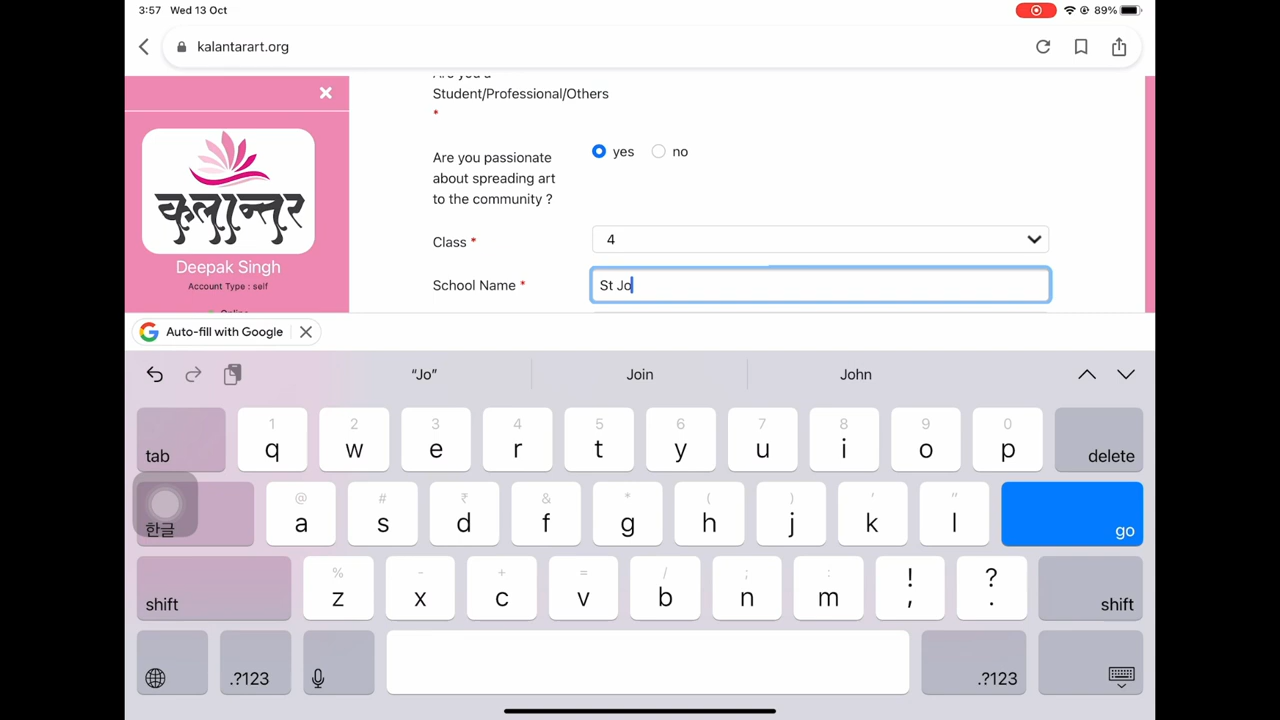 3:57 Wed 13 Oct
89%
kalantarart.org
Are you a
Student/Professional/Others
*
Are you passionate
about spreading art
to the community ?
yes
no
Class *
4
School Name *
St Jo
कलान्तर
Deepak Singh
Account Type : self
Online
Auto-fill with Google
“Jo”
Join
John
1 2 3 4 5 6 7 8 9 0
tab q w e r t y u i o p delete
@ # ₹ & * ( ) ' "
한글 a s d f g h j k l go
% - + = / ; : ! ?
shift z x c v b n m , . shift
.?123 .?123